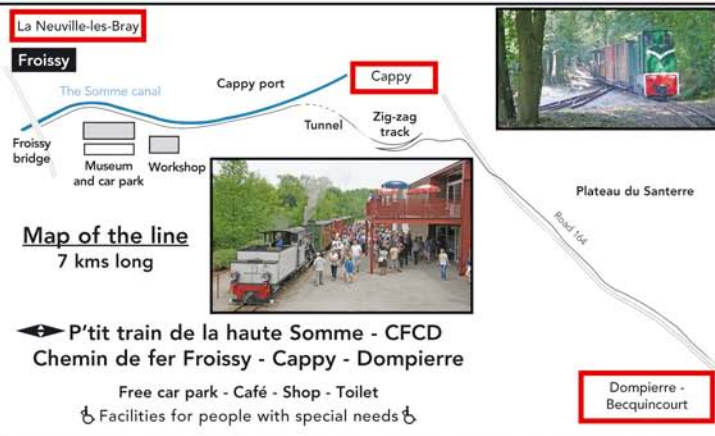 La Neuville-les-Bray
Froissy
The Somme canal
Cappy port
Cappy
Froissy
bridge
Museum
and car park
Workshop
Tunnel
Zig-zag
track
Plateau du Santerre
Road 164
Map of the line
7 kms long
P'tit train de la haute Somme - CFCD
Chemin de fer Froissy - Cappy - Dompierre
Free car park - Café - Shop - Toilet
Facilities for people with special needs
Dompierre -
Becquincourt